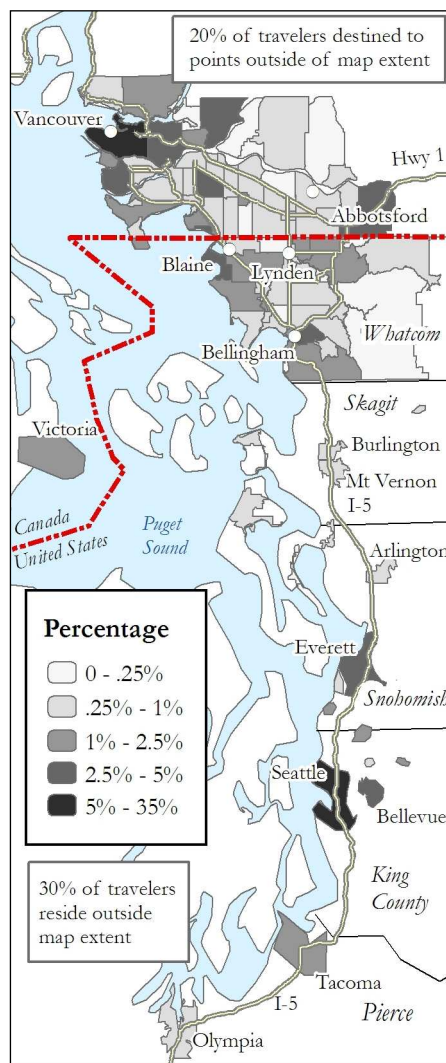 20% of travelers destined to
points outside of map extent
Vancouver
Hwy 1
Abbotsford
Blaine
Lynden
Bellingham
Whatcom
Skagit
Victoria
Burlington
Mt Vernon
I-5
Canada
United States
Puget
Sound
Arlington
Percentage
0 - .25%
.25% - 1%
1% - 2.5%
2.5% - 5%
5% - 35%
Everett
Snohomish
Seattle
Bellevue
30% of travelers
reside outside
map extent
King
County
Tacoma
I-5
Pierce
Olympia